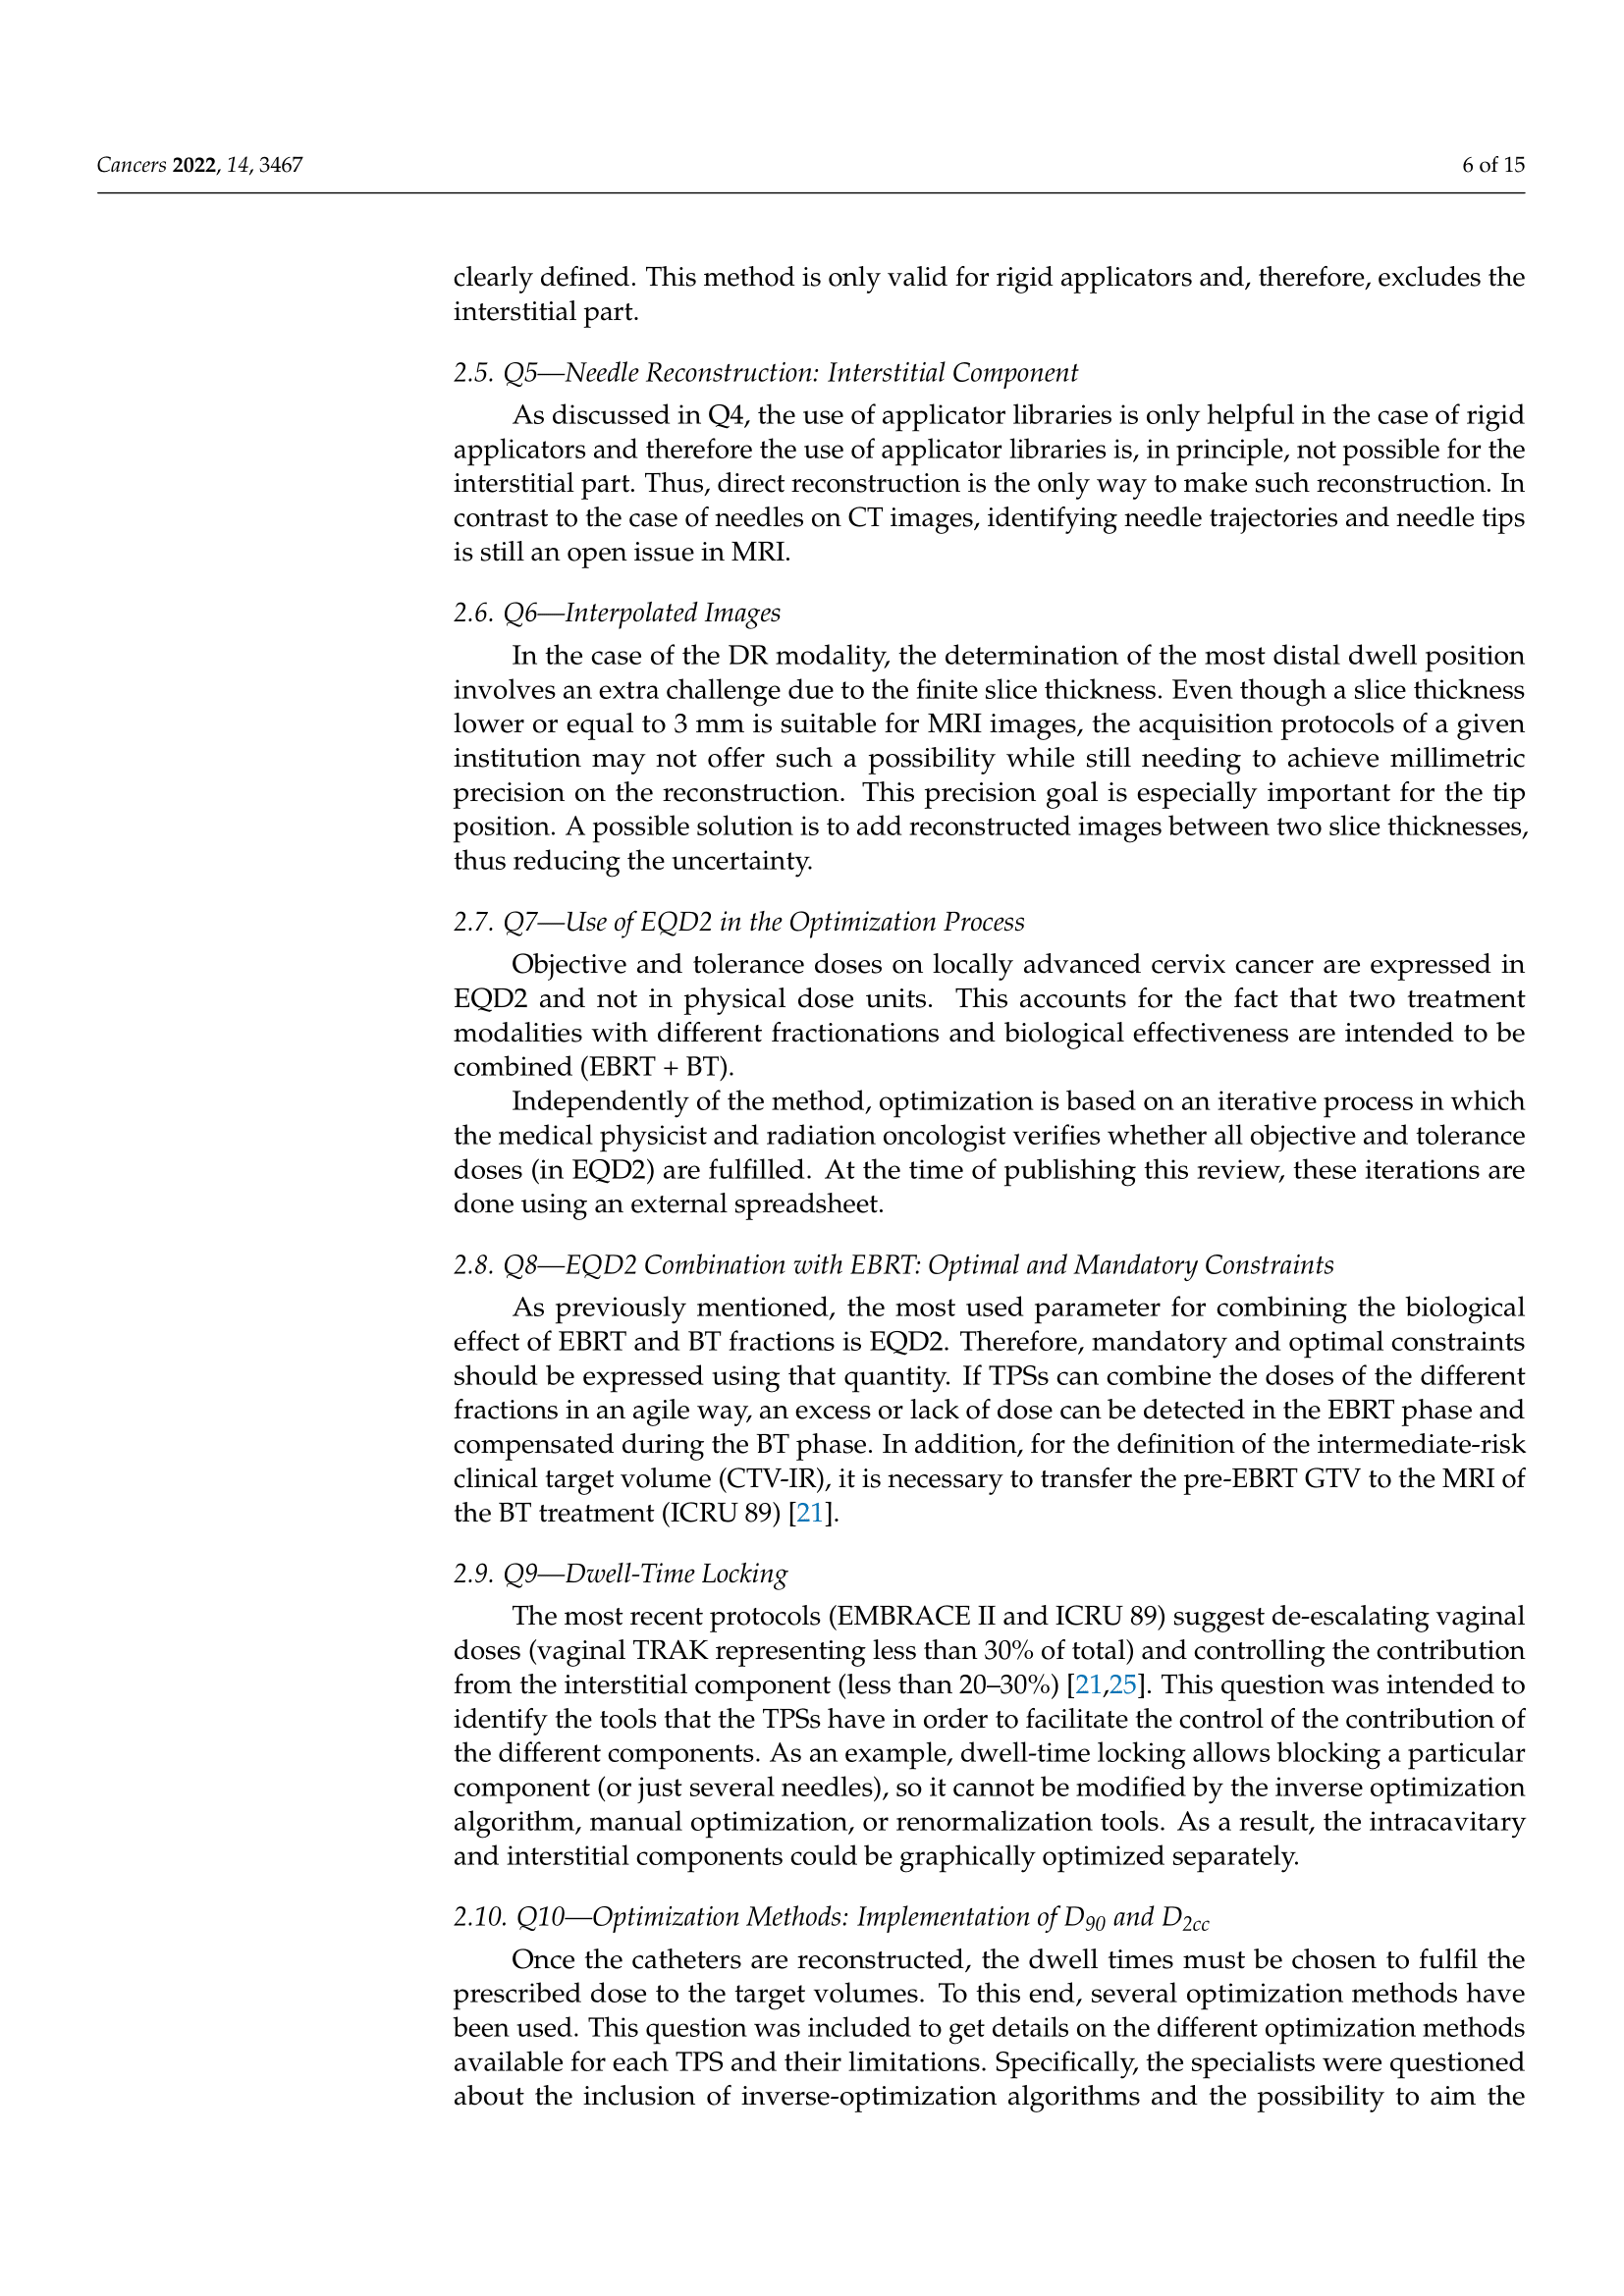 Cancers 2022, 14, 3467
6 of 15
clearly defined. This method is only valid for rigid applicators and, therefore, excludes the
interstitial part.
2.5. Q5—Needle Reconstruction: Interstitial Component
As discussed in Q4, the use of applicator libraries is only helpful in the case of rigid
applicators and therefore the use of applicator libraries is, in principle, not possible for the
interstitial part. Thus, direct reconstruction is the only way to make such reconstruction. In
contrast to the case of needles on CT images, identifying needle trajectories and needle tips
is still an open issue in MRI.
2.6. Q6—Interpolated Images
In the case of the DR modality, the determination of the most distal dwell position
involves an extra challenge due to the finite slice thickness. Even though a slice thickness
lower or equal to 3 mm is suitable for MRI images, the acquisition protocols of a given
institution may not offer such a possibility while still needing to achieve millimetric
precision on the reconstruction. This precision goal is especially important for the tip
position. A possible solution is to add reconstructed images between two slice thicknesses,
thus reducing the uncertainty.
2.7. Q7—Use of EQD2 in the Optimization Process
Objective and tolerance doses on locally advanced cervix cancer are expressed in
EQD2 and not in physical dose units. This accounts for the fact that two treatment
modalities with different fractionations and biological effectiveness are intended to be
combined (EBRT + BT).
Independently of the method, optimization is based on an iterative process in which
the medical physicist and radiation oncologist verifies whether all objective and tolerance
doses (in EQD2) are fulfilled. At the time of publishing this review, these iterations are
done using an external spreadsheet.
2.8. Q8—EQD2 Combination with EBRT: Optimal and Mandatory Constraints
As previously mentioned, the most used parameter for combining the biological
effect of EBRT and BT fractions is EQD2. Therefore, mandatory and optimal constraints
should be expressed using that quantity. If TPSs can combine the doses of the different
fractions in an agile way, an excess or lack of dose can be detected in the EBRT phase and
compensated during the BT phase. In addition, for the definition of the intermediate-risk
clinical target volume (CTV-IR), it is necessary to transfer the pre-EBRT GTV to the MRI of
the BT treatment (ICRU 89) [21].
2.9. Q9—Dwell-Time Locking
The most recent protocols (EMBRACE II and ICRU 89) suggest de-escalating vaginal
doses (vaginal TRAK representing less than 30% of total) and controlling the contribution
from the interstitial component (less than 20–30%) [21,25]. This question was intended to
identify the tools that the TPSs have in order to facilitate the control of the contribution of
the different components. As an example, dwell-time locking allows blocking a particular
component (or just several needles), so it cannot be modified by the inverse optimization
algorithm, manual optimization, or renormalization tools. As a result, the intracavitary
and interstitial components could be graphically optimized separately.
2.10. Q10—Optimization Methods: Implementation of D90 and D2cc
Once the catheters are reconstructed, the dwell times must be chosen to fulfil the
prescribed dose to the target volumes. To this end, several optimization methods have
been used. This question was included to get details on the different optimization methods
available for each TPS and their limitations. Specifically, the specialists were questioned
about the inclusion of inverse-optimization algorithms and the possibility to aim the